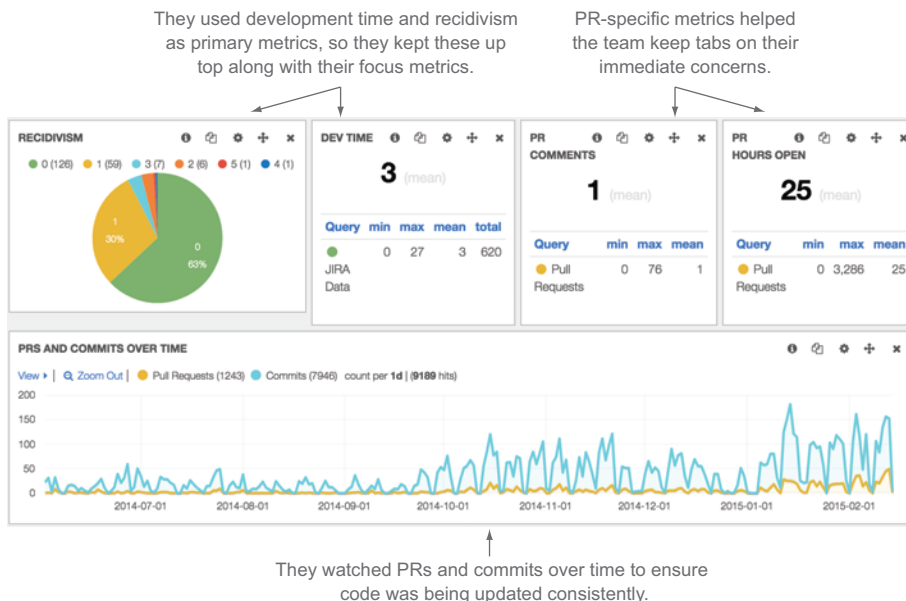 They used development time and recidivism
as primary metrics, so they kept these up
top along with their focus metrics.
PR-specific metrics helped
the team keep tabs on their
immediate concerns.
RECIDIVISM
0 (126) 1 (59) 3 (7) 2 (6) 5 (1) 4 (1)
1
30%
0
63%
DEV TIME
3 (mean)
Query min max mean total
JIRA
Data
0 27 3 620
PR
COMMENTS
1 (mean)
Query min max mean
Pull
Requests
0 76 1
PR
HOURS OPEN
25 (mean)
Query min max mean
Pull
Requests
0 3,286 25
PRS AND COMMITS OVER TIME
View | Zoom Out | Pull Requests (1243) Commits (7946) count per 1d | (9189 hits)
200
150
100
50
0
2014-07-01 2014-08-01 2014-09-01 2014-10-01 2014-11-01 2014-12-01 2015-01-01 2015-02-01
They watched PRs and commits over time to ensure
code was being updated consistently.